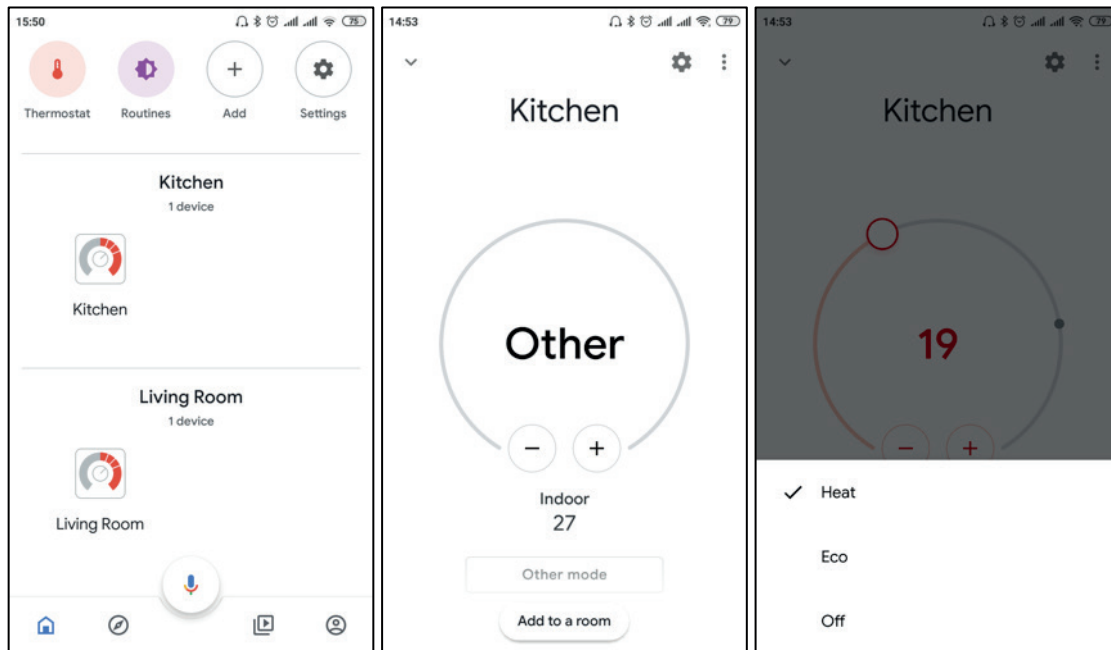 15:50
75
Thermostat
Routines
Add
Settings
Kitchen
1 device
Kitchen
Living Room
1 device
Living Room
14:53
79
Kitchen
Other
Indoor
27
Other mode
Add to a room
14:53
79
Kitchen
19
Heat
Eco
Off